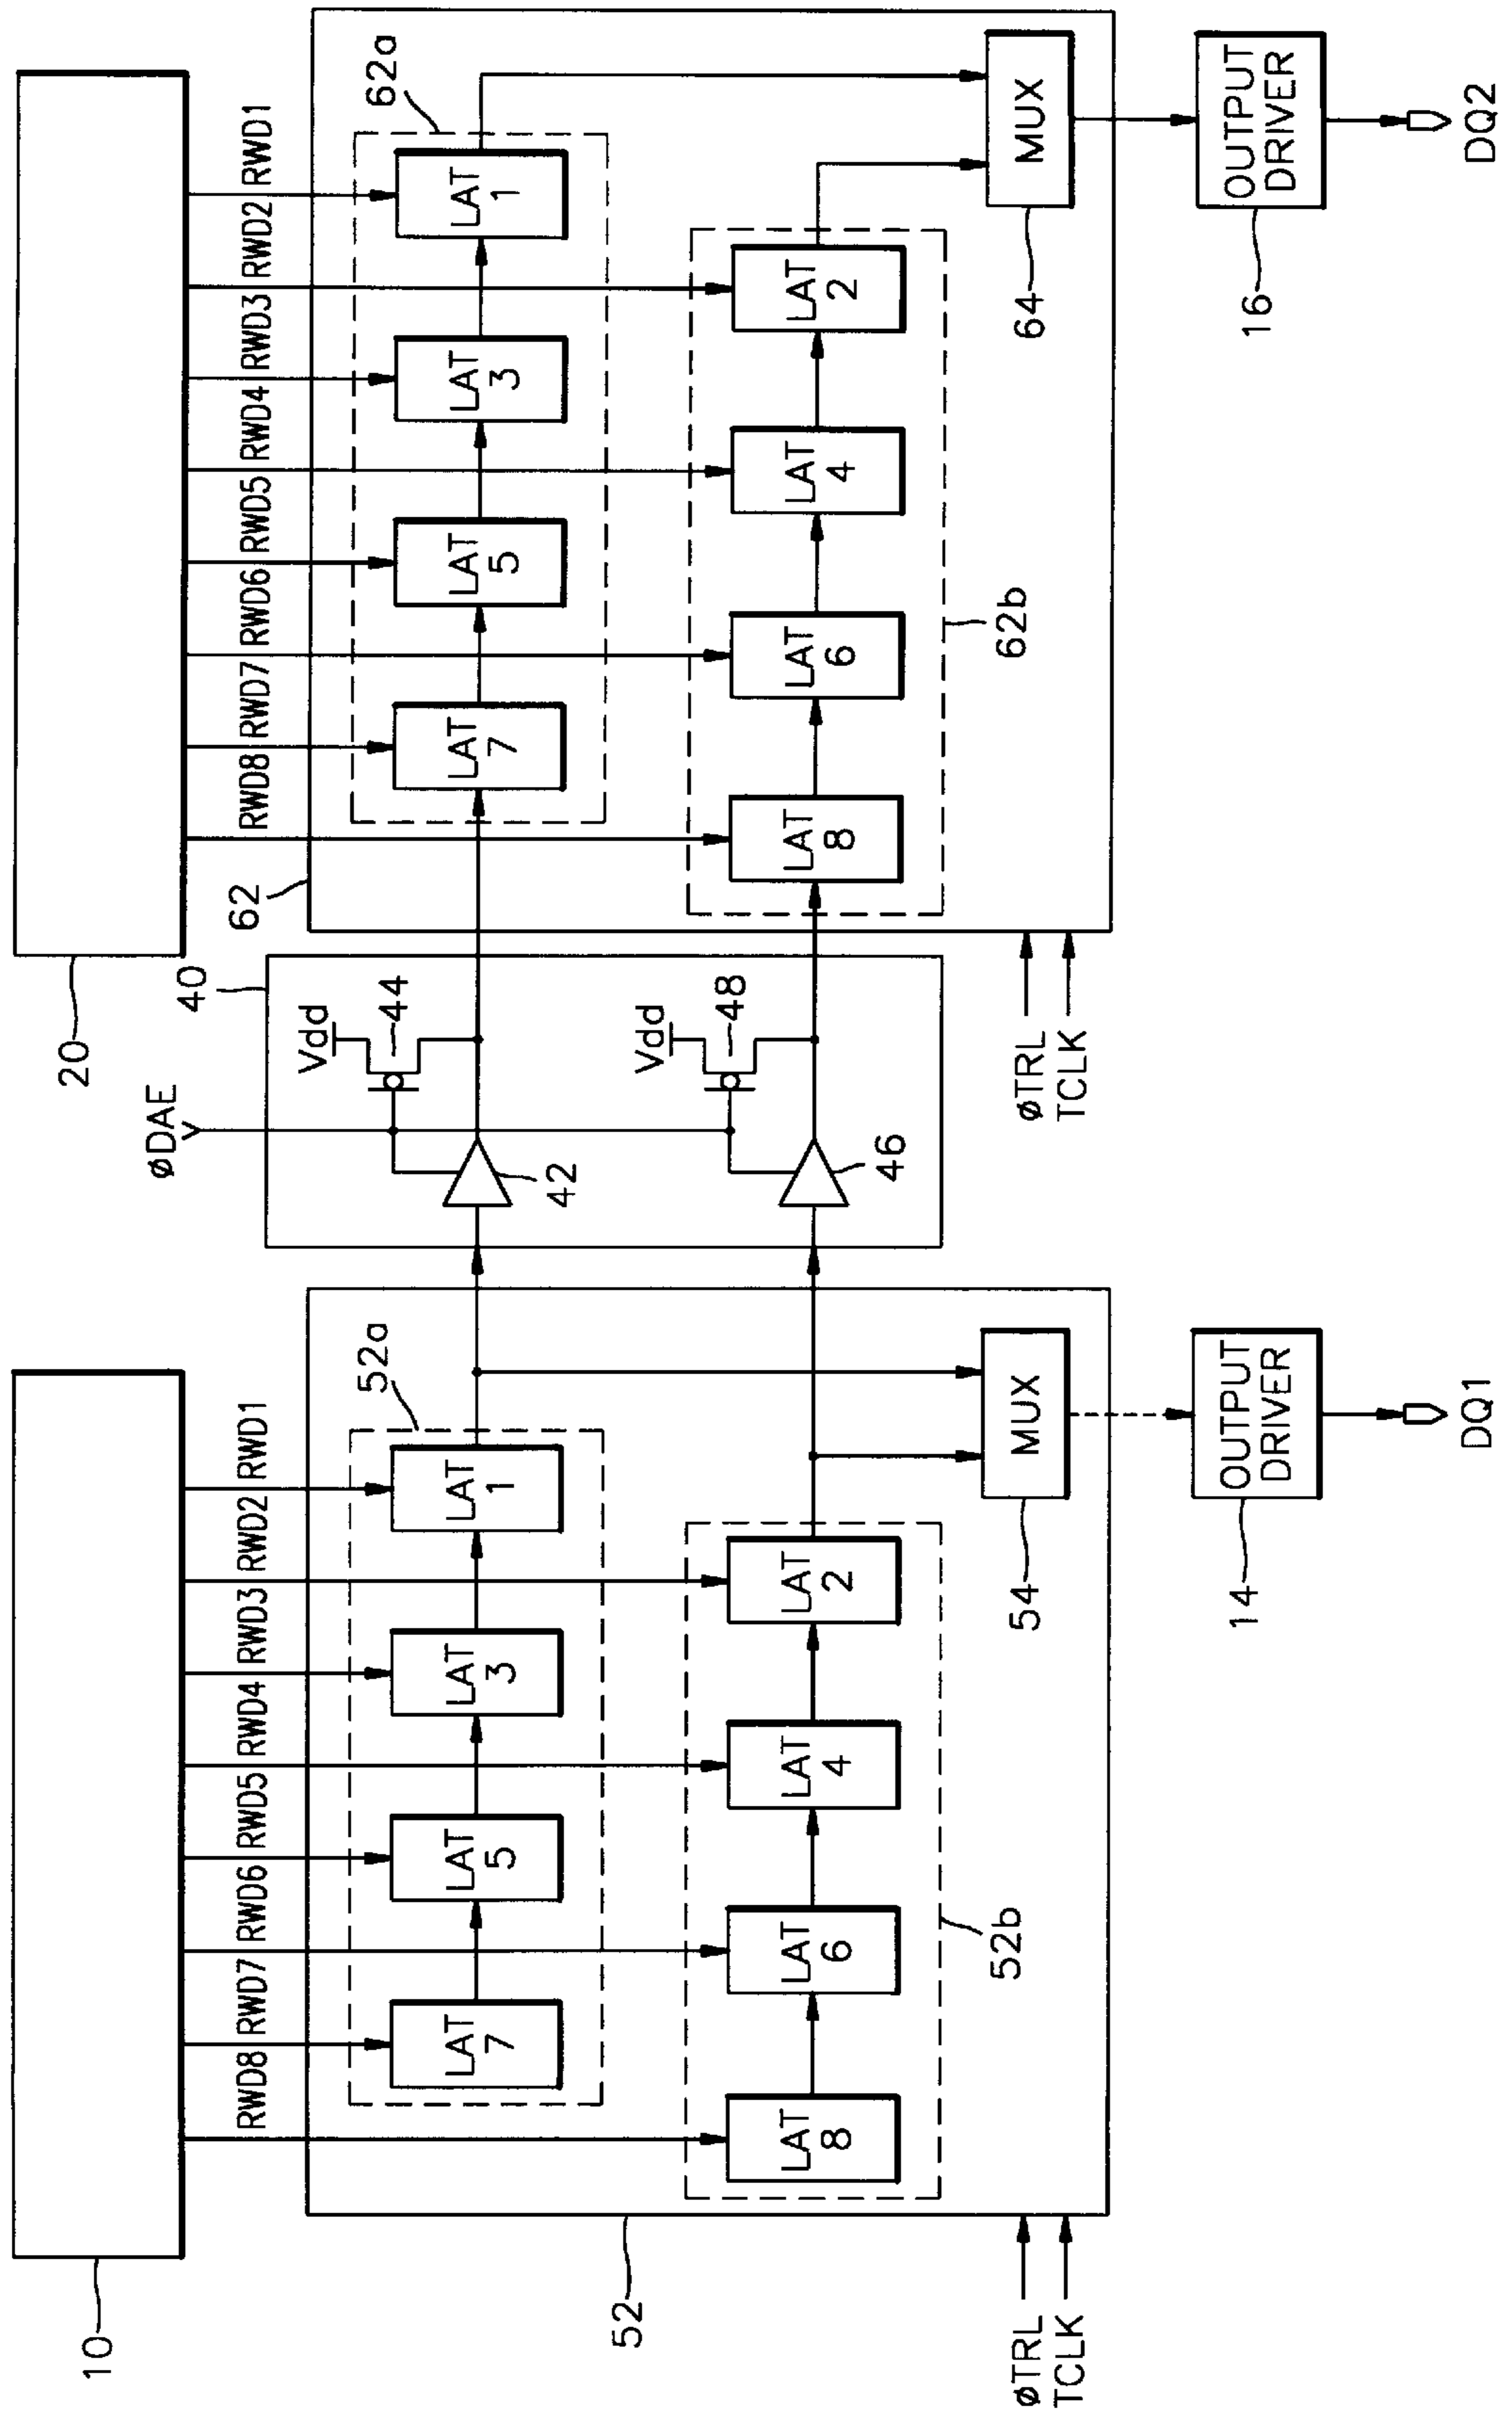 20
RWD8
RWD7
RWD6
RWD5
RWD4
RWD3
RWD2
RWD1
62
62a
LAT
7
LAT
5
LAT
3
LAT
1
LAT
8
LAT
6
LAT
4
LAT
2
62b
MUX
64
OUTPUT
DRIVER
16
DQ2
øTRL
TCLK
40
øDAE
Vdd
44
42
Vdd
48
46
10
RWD8
RWD7
RWD6
RWD5
RWD4
RWD3
RWD2
RWD1
52
52a
LAT
7
LAT
5
LAT
3
LAT
1
LAT
8
LAT
6
LAT
4
LAT
2
52b
MUX
54
OUTPUT
DRIVER
14
DQ1
øTRL
TCLK